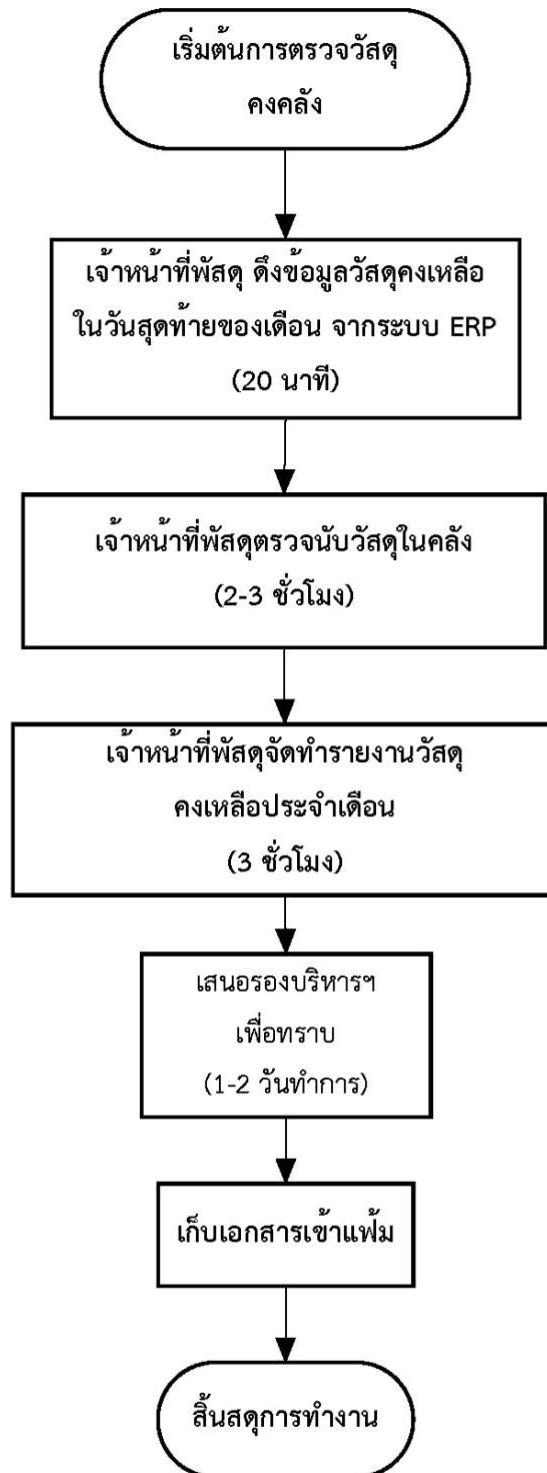 เริ่มต้นการตรวจวัสดุ
คงคลัง
เจ้าหน้าที่พัสดุ ดึงข้อมูลวัสดุคงเหลือ
ในวันสุดท้ายของเดือน จากระบบ ERP
(20 นาที)
เจ้าหน้าที่พัสดุตรวจนับวัสดุในคลัง
(2-3 ชั่วโมง)
เจ้าหน้าที่พัสดุจัดทำรายงานวัสดุ
คงเหลือประจำเดือน
(3 ชั่วโมง)
เสนอรองบริหารฯ
เพื่อทราบ
(1-2 วันทำการ)
เก็บเอกสารเข้าแฟ้ม
สิ้นสดุการทำงาน